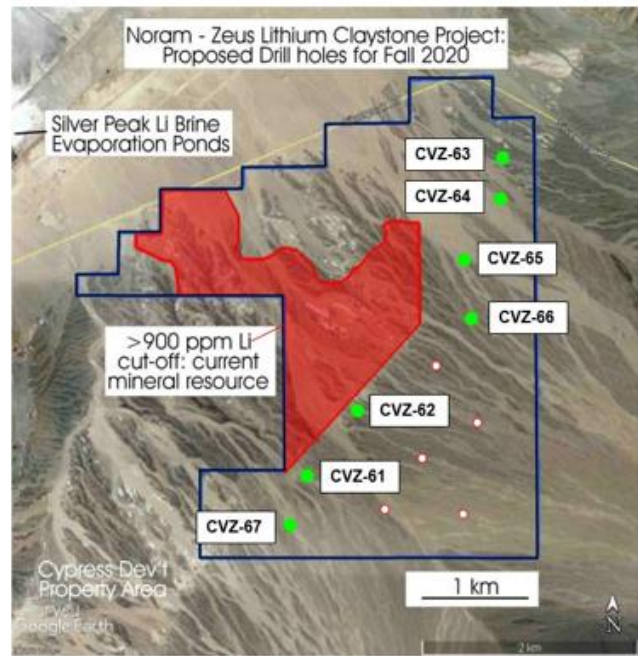 Noram - Zeus Lithium Claystone Project:
Proposed Drill holes for Fall 2020
Silver Peak Li Brine
Evaporation Ponds
CVZ-63
CVZ-64
CVZ-65
CVZ-66
>900 ppm Li
cut-off: current
mineral resource
CVZ-62
CVZ-61
CVZ-67
Cypress Dev't
Property Area
1 km
Google Earth
N
2 km